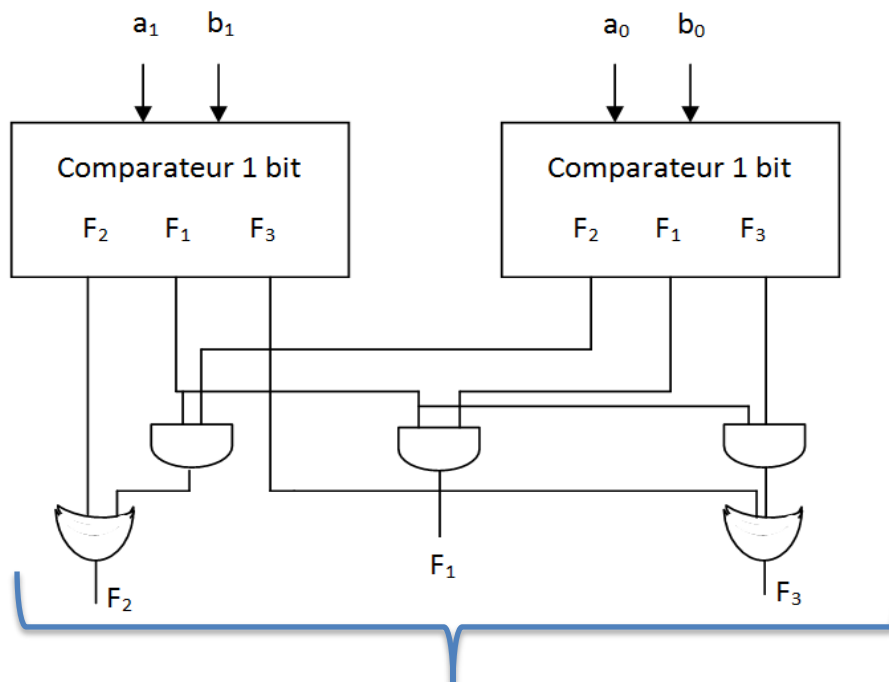 a₁ b₁ a₀ b₀
Comparateur 1 bit Comparateur 1 bit
F₂ F₁ F₃ F₂ F₁ F₃
F₁
F₂ F₃